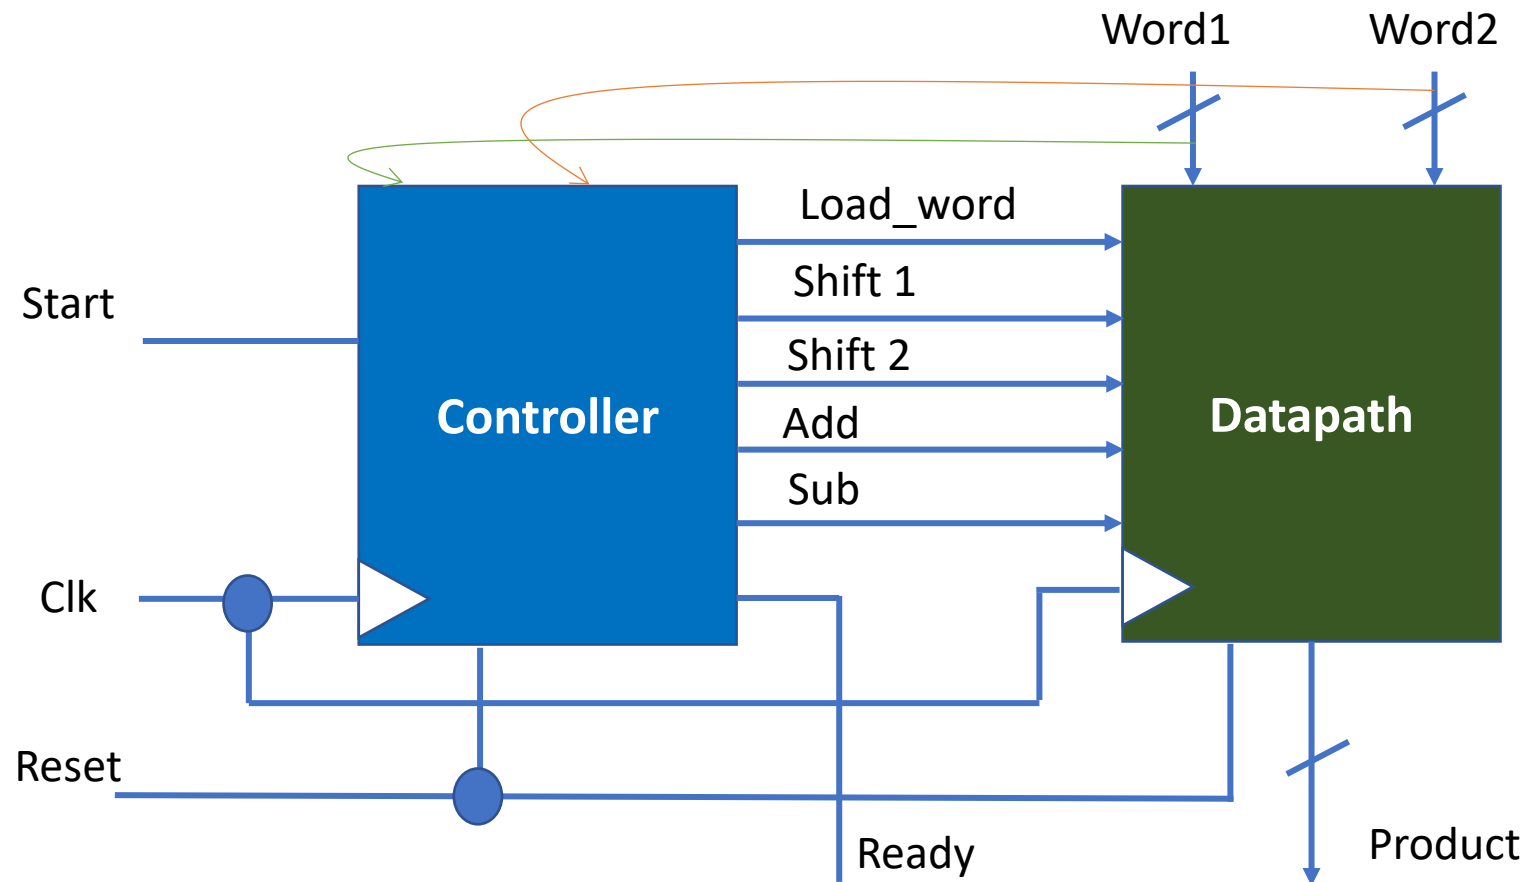 Word1
Word2
Load_word
Shift 1
Start
Shift 2
Controller
Add
Datapath
Sub
Clk
Reset
Ready
Product